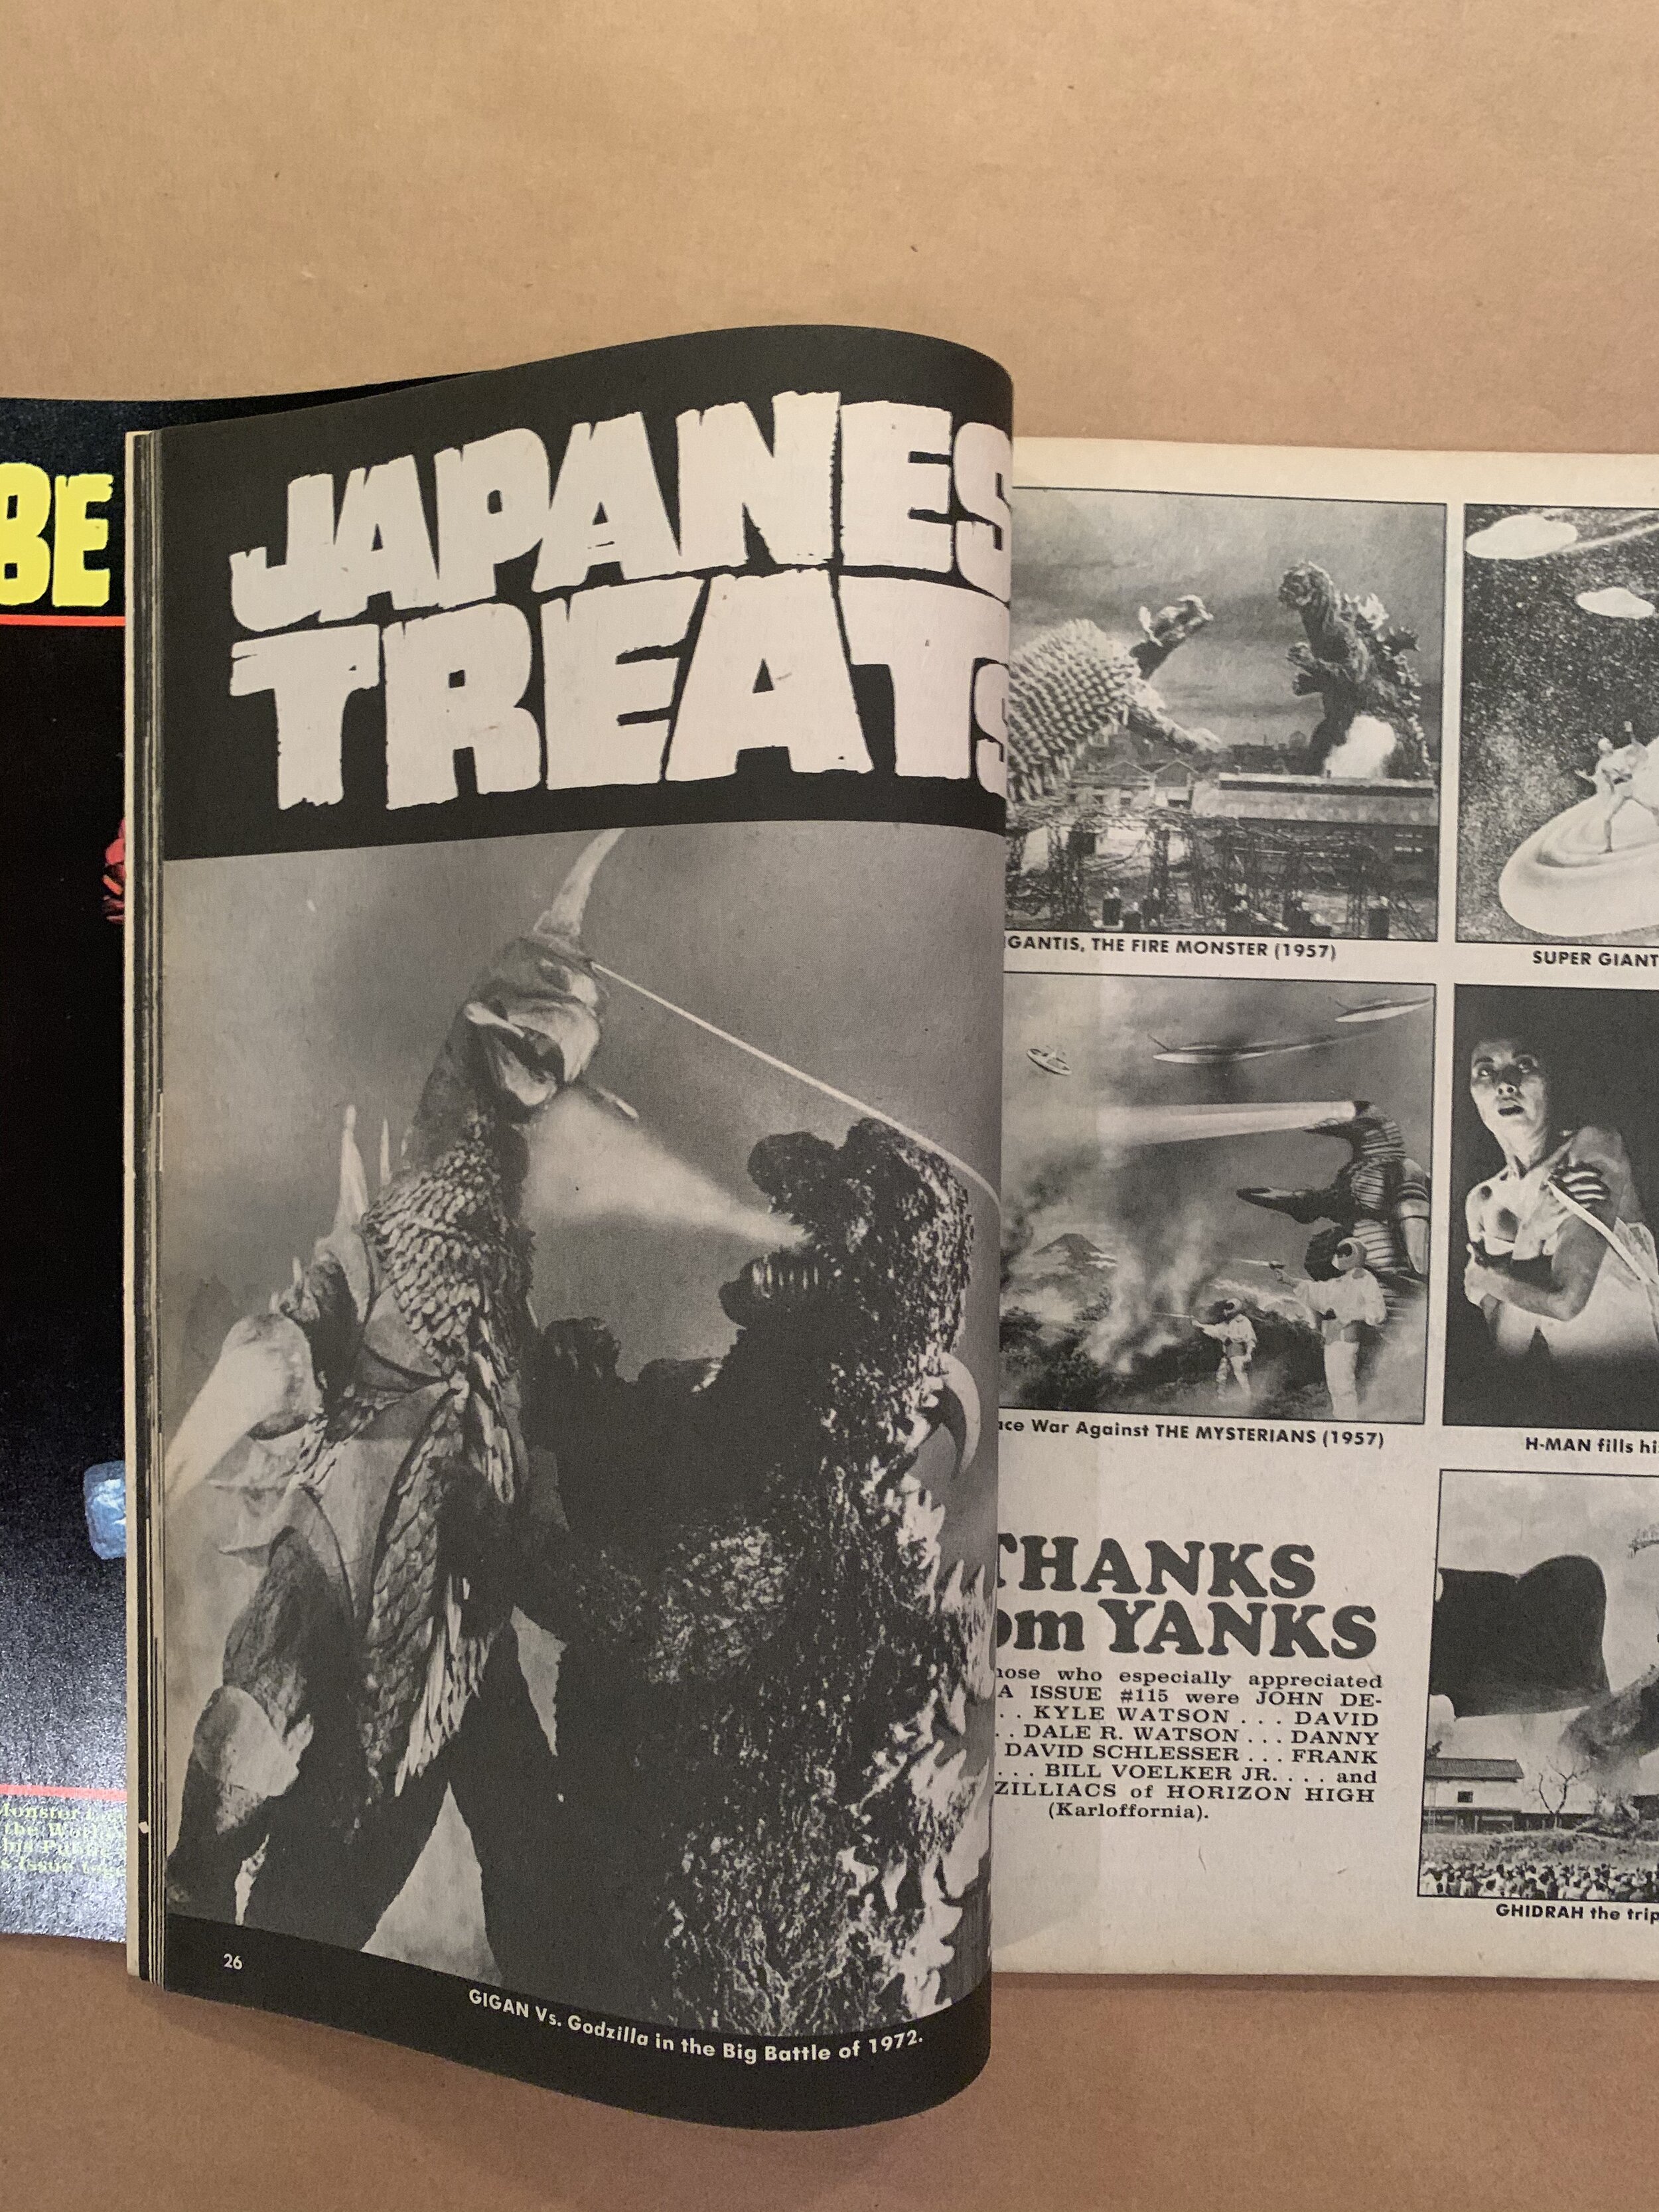 BE
JAPANES
TREATS
26
GIGAN Vs. Godzilla in the Big Battle of 1972.
IGANTIS, THE FIRE MONSTER (1957)
SUPER GIANT
ace War Against THE MYSTERIANS (1957)
H-MAN fills hi
THANKS
om YANKS
hose who especially appreciated
A ISSUE #115 were JOHN DE-
. . KYLE WATSON . . . DAVID
. . DALE R. WATSON . . . DANNY
DAVID SCHLESSER . . . FRANK
. . . BILL VOELKER JR. . . . and
ZILLIACS of HORIZON HIGH
(Karloffornia).
GHIDRAH the trip